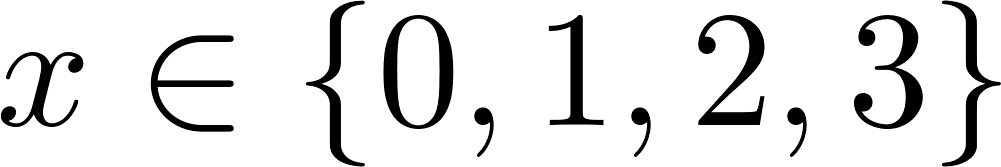 x ∈ {0, 1, 2, 3}